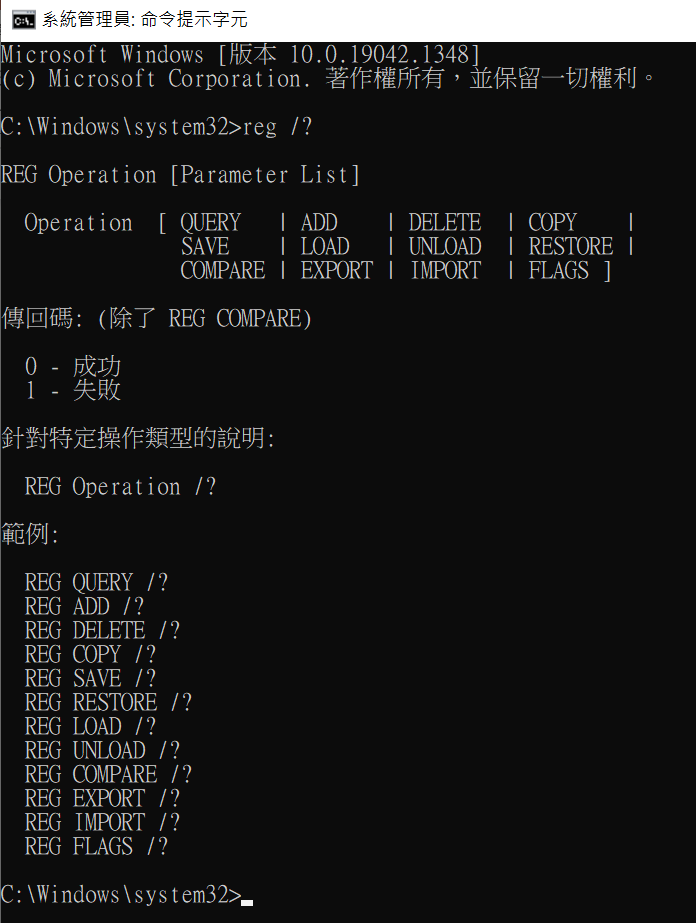 系統管理員: 命令提示字元
Microsoft Windows [版本 10.0.19042.1348]
(c) Microsoft Corporation. 著作權所有，並保留一切權利。
C:\Windows\system32>reg /?
REG Operation [Parameter List]
Operation [ QUERY | ADD | DELETE | COPY |
SAVE | LOAD | UNLOAD | RESTORE |
COMPARE | EXPORT | IMPORT | FLAGS ]
傳回碼: (除了 REG COMPARE)
0 - 成功
1 - 失敗
針對特定操作類型的說明:
REG Operation /?
範例:
REG QUERY /?
REG ADD /?
REG DELETE /?
REG COPY /?
REG SAVE /?
REG RESTORE /?
REG LOAD /?
REG UNLOAD /?
REG COMPARE /?
REG EXPORT /?
REG IMPORT /?
REG FLAGS /?
C:\Windows\system32>